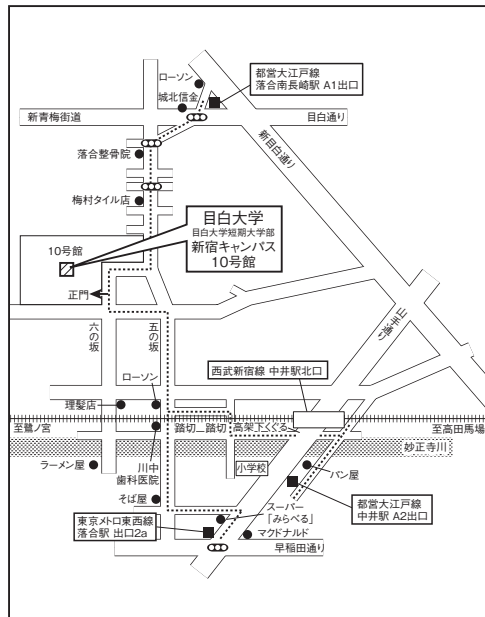 ローソン
城北信金
都営大江戸線
落合南長崎駅 A1出口
新青梅街道
目白通り
新目白通り
落合整骨院
梅村タイル店
目白大学
目白大学短期大学部
新宿キャンパス
10号館
10号館
正門
山手通り
六の坂
五の坂
ローソン
西武新宿線 中井駅北口
理髪店
至鷺ノ宮
踏切
踏切
高架下くぐる
至高田馬場
妙正寺川
ラーメン屋
川中
歯科医院
小学校
パン屋
そば屋
都営大江戸線
中井駅 A2出口
東京メトロ東西線
落合駅 出口2a
スーパー
「みらべる」
マクドナルド
早稲田通り